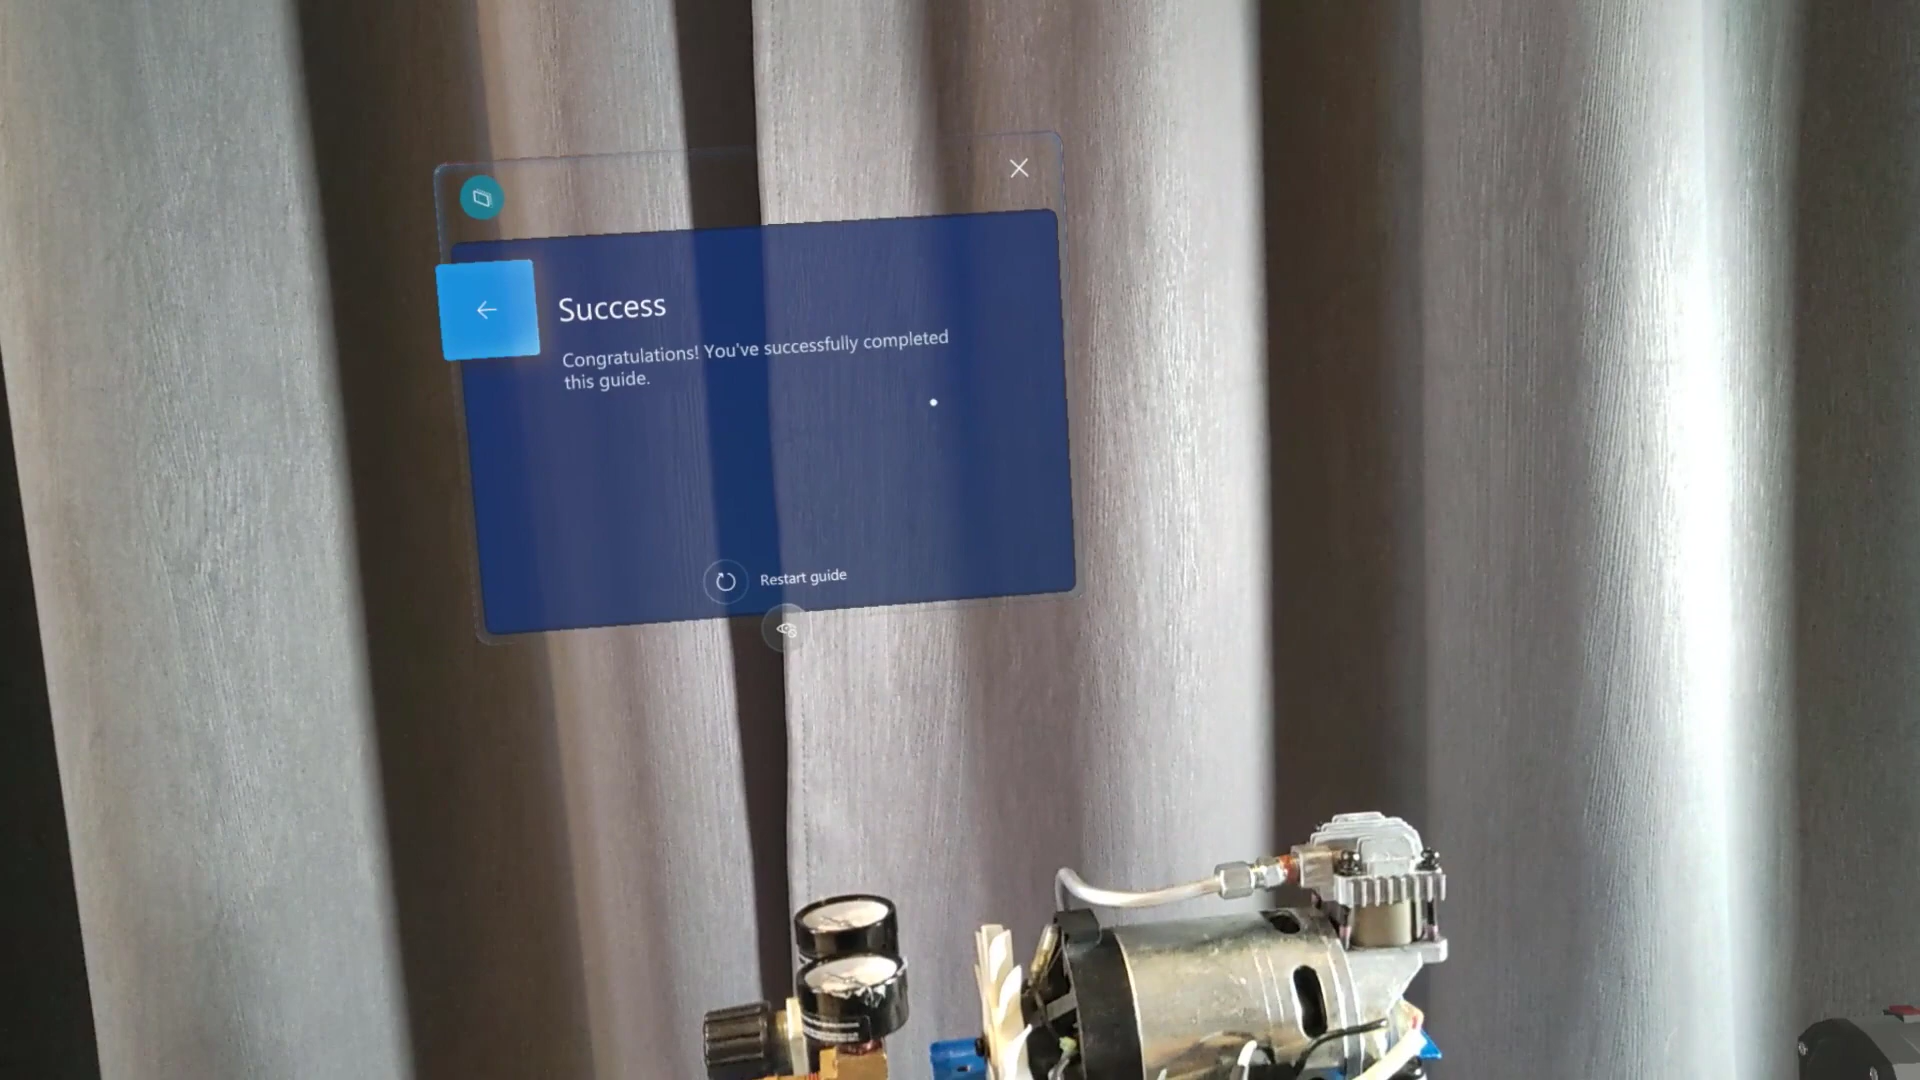 Success
Congratulations! You've successfully completed
this guide.
Restart guide